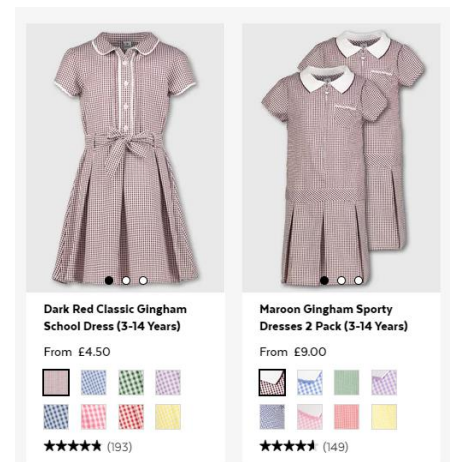 Dark Red Classic Gingham
School Dress (3-14 Years)
From £4.50
(193)
Maroon Gingham Sporty
Dresses 2 Pack (3-14 Years)
From £9.00
(149)